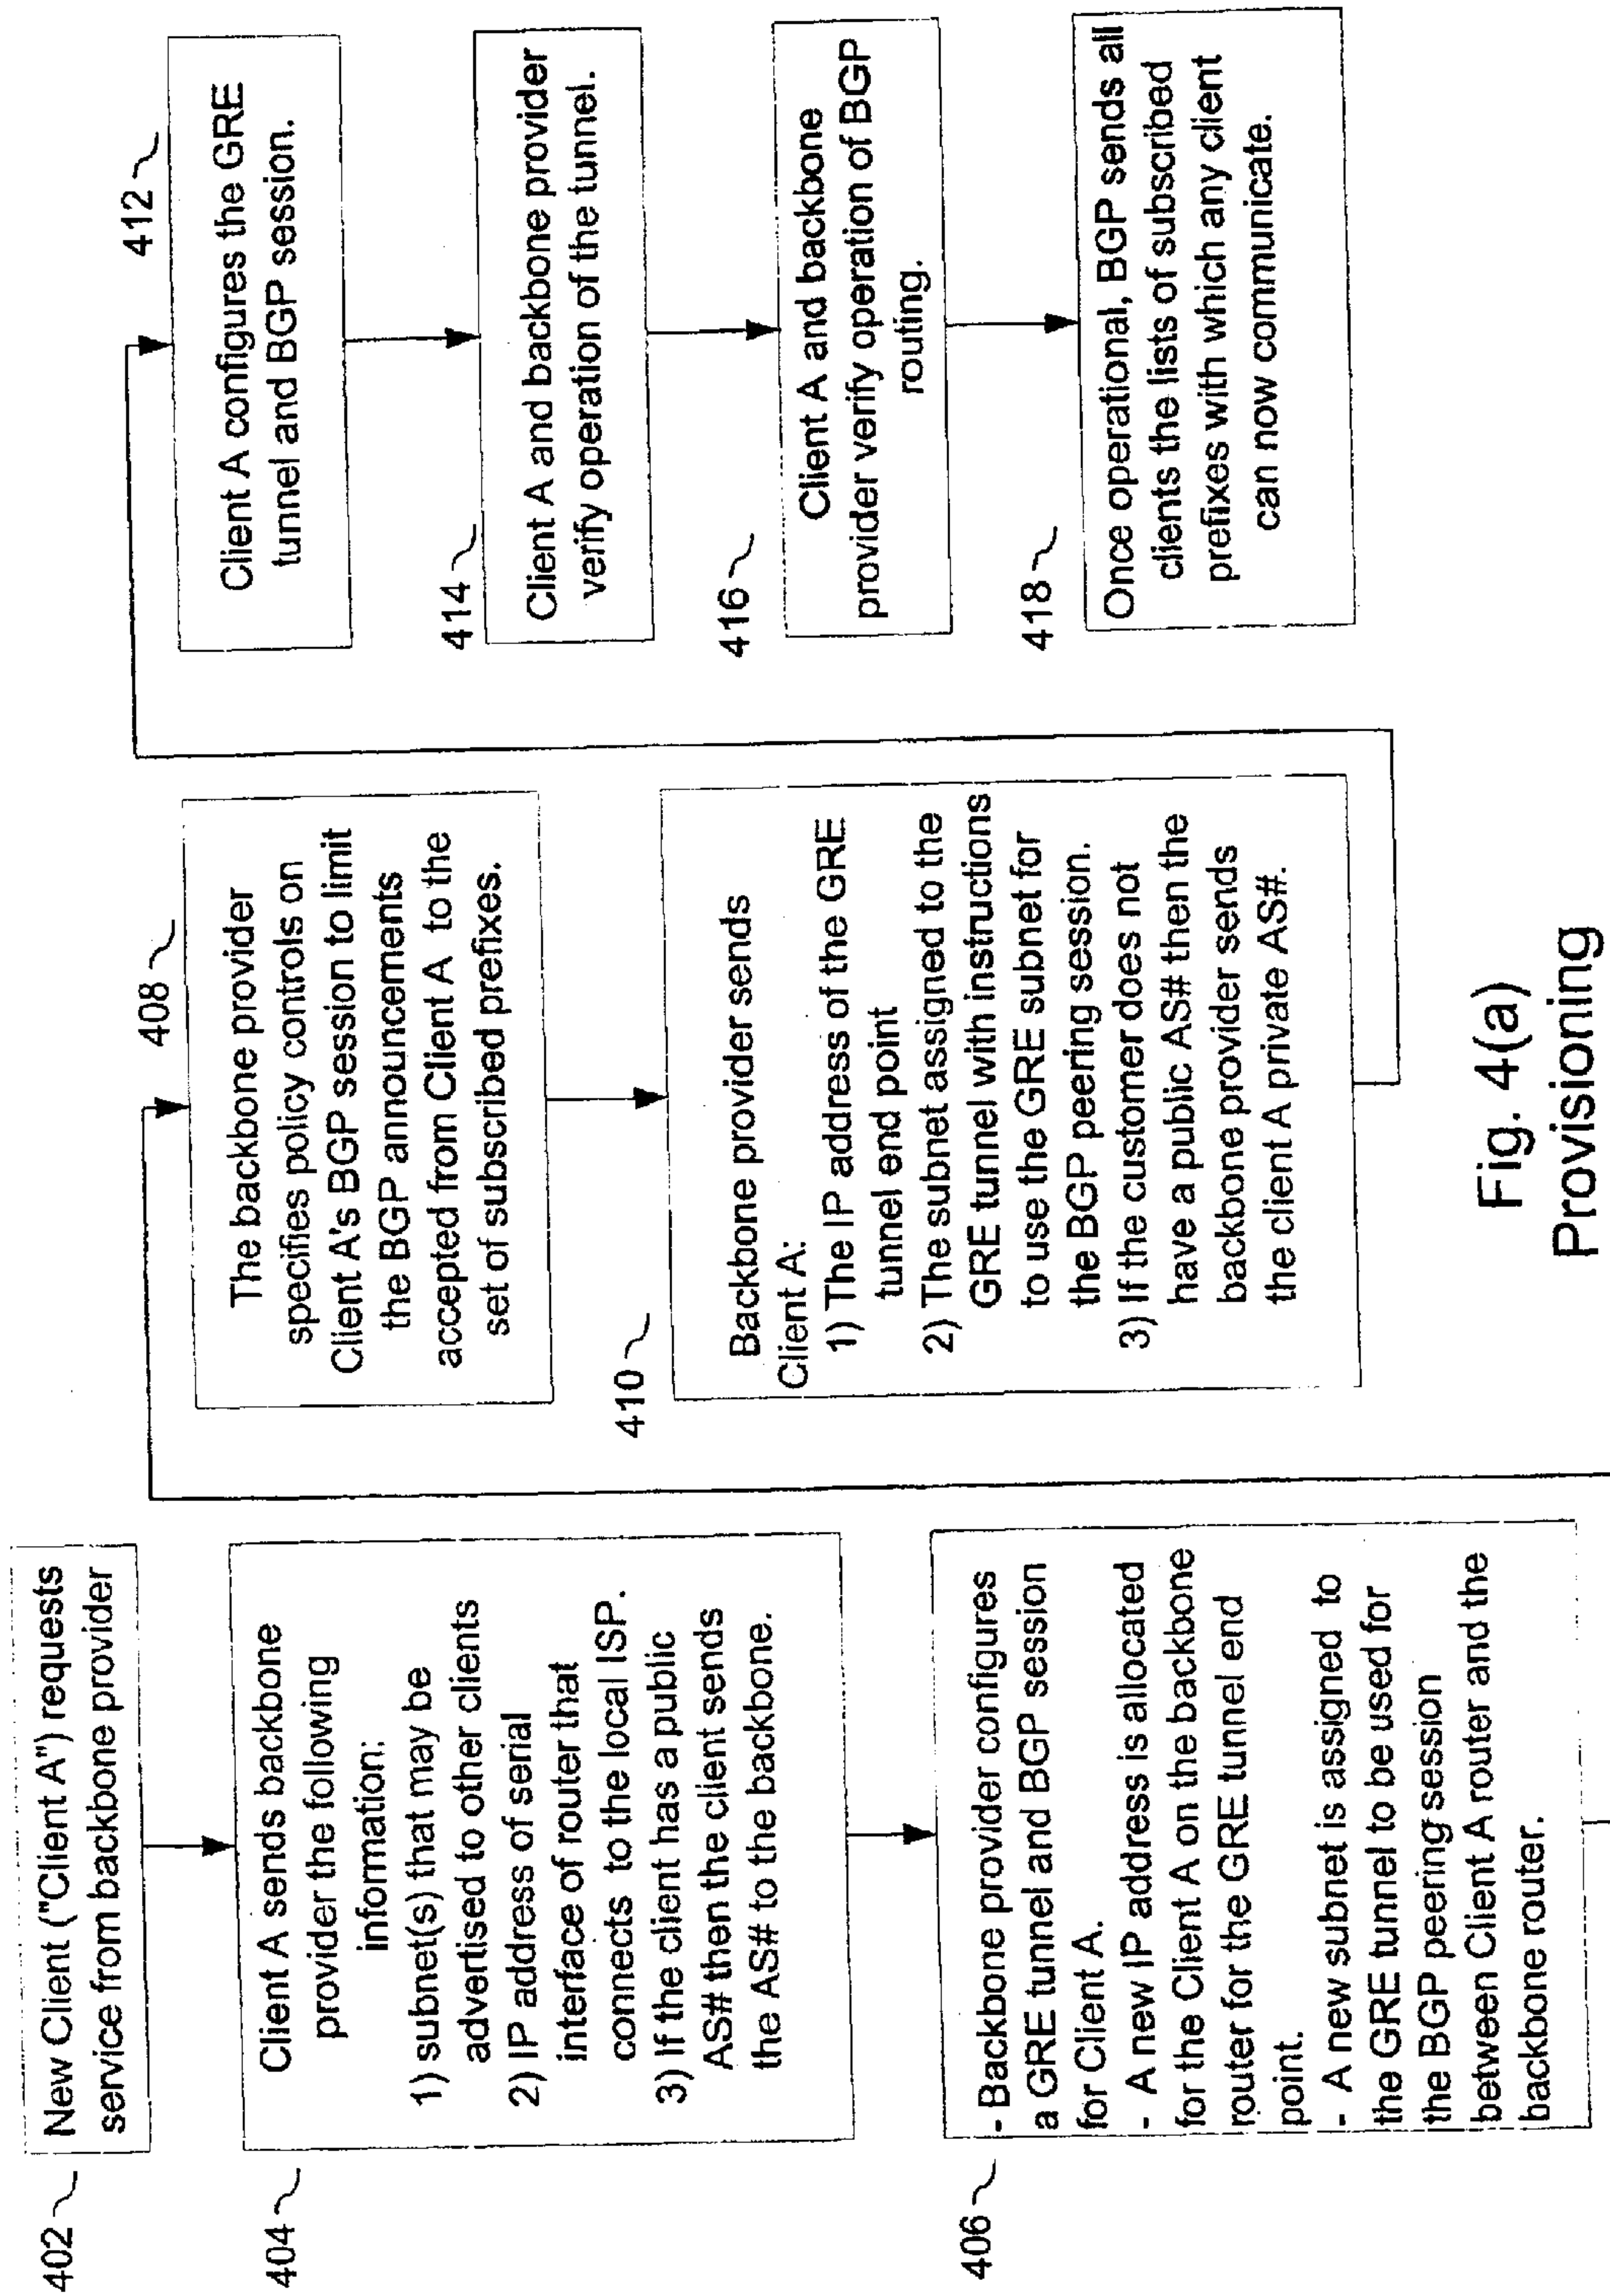 402
New Client ("Client A") requests
service from backbone provider
404
Client A sends backbone
provider the following
information:
1) subnet(s) that may be
advertised to other clients
2) IP address of serial
interface of router that
connects to the local ISP.
3) If the client has a public
AS# then the client sends
the AS# to the backbone.
406
- Backbone provider configures
a GRE tunnel and BGP session
for Client A.
- A new IP address is allocated
for the Client A on the backbone
router for the GRE tunnel end
point.
- A new subnet is assigned to
the GRE tunnel to be used for
the BGP peering session
between Client A router and the
backbone router.
408
The backbone provider
specifies policy controls on
Client A's BGP session to limit
the BGP announcements
accepted from Client A to the
set of subscribed prefixes.
410
Backbone provider sends
Client A:
1) The IP address of the GRE
tunnel end point
2) The subnet assigned to the
GRE tunnel with instructions
to use the GRE subnet for
the BGP peering session.
3) If the customer does not
have a public AS# then the
backbone provider sends
the client A private AS#.
412
Client A configures the GRE
tunnel and BGP session.
414
Client A and backbone provider
verify operation of the tunnel.
416
Client A and backbone
provider verify operation of BGP
routing.
418
Once operational, BGP sends all
clients the lists of subscribed
prefixes with which any client
can now communicate.
Fig. 4(a)
Provisioning